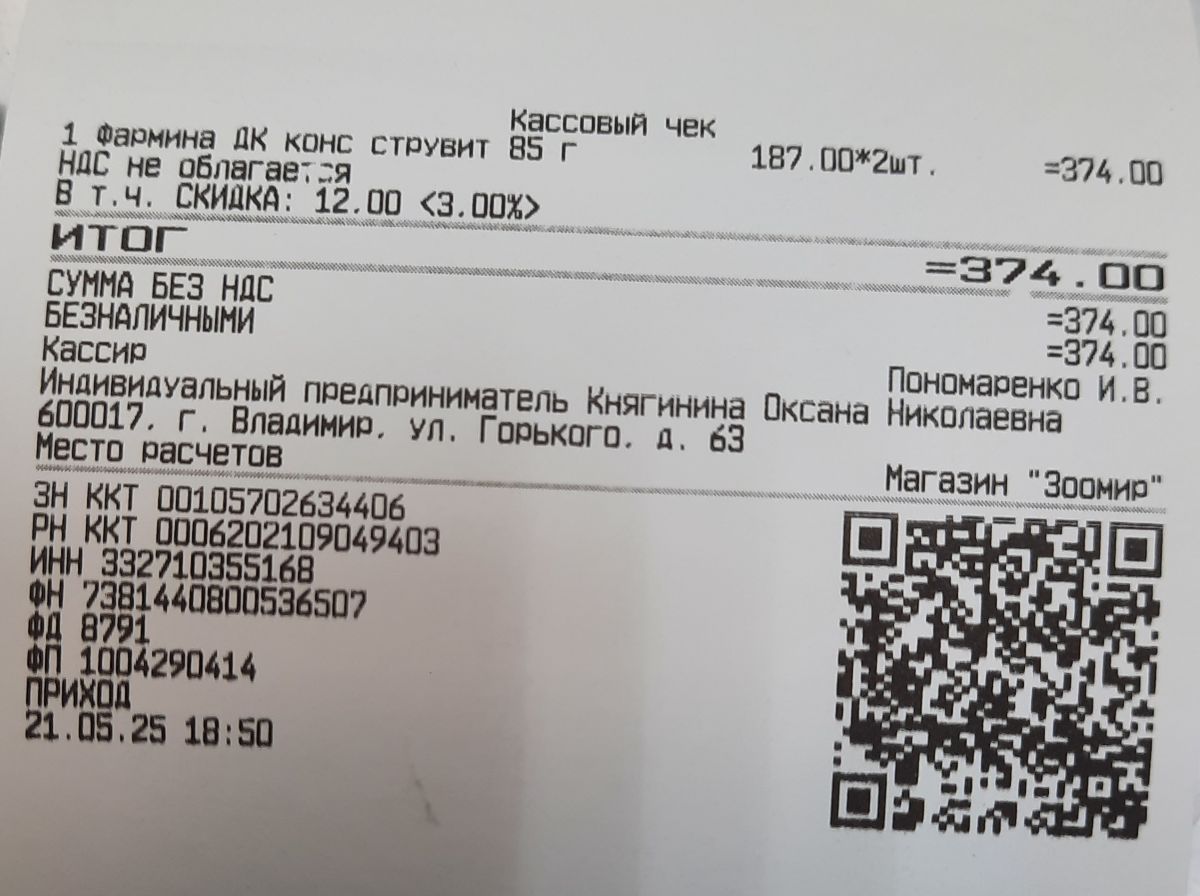 Кассовый чек
1 Фармина ДК конс струвит 85 г 187.00*2шт. =374.00
НДС не облагается
В т.ч. СКИДКА: 12.00 <3.00%>
ИТОГ =374.00
СУММА БЕЗ НДС =374.00
БЕЗНАЛИЧНЫМИ =374.00
Кассир Пономаренко И.В.
Индивидуальный предприниматель Княгинина Оксана Николаевна
600017. г. Владимир. ул. Горького. д. 63
Место расчетов Магазин "Зоомир"
ЗН ККТ 00105702634406
РН ККТ 0006202109049403
ИНН 332710355168
ФН 7381440800536507
ФД 8791
ФП 1004290414
ПРИХОД
21.05.25 18:50